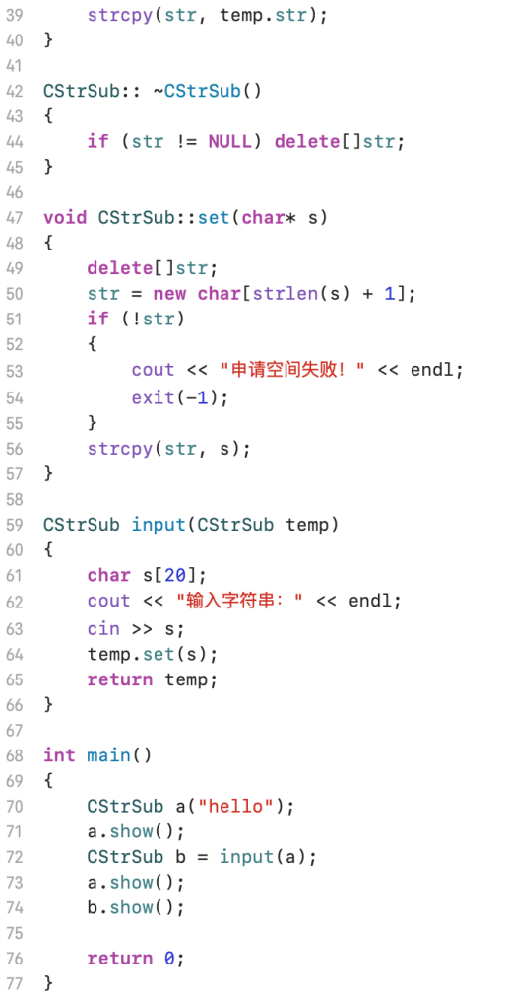 39     strcpy(str, temp.str);
40 }
41
42 CStrSub:: ~CStrSub()
43 {
44     if (str != NULL) delete[]str;
45 }
46
47 void CStrSub::set(char* s)
48 {
49     delete[]str;
50     str = new char[strlen(s) + 1];
51     if (!str)
52     {
53         cout << "申请空间失败！" << endl;
54         exit(-1);
55     }
56     strcpy(str, s);
57 }
58
59 CStrSub input(CStrSub temp)
60 {
61     char s[20];
62     cout << "输入字符串：" << endl;
63     cin >> s;
64     temp.set(s);
65     return temp;
66 }
67
68 int main()
69 {
70     CStrSub a("hello");
71     a.show();
72     CStrSub b = input(a);
73     a.show();
74     b.show();
75
76     return 0;
77 }